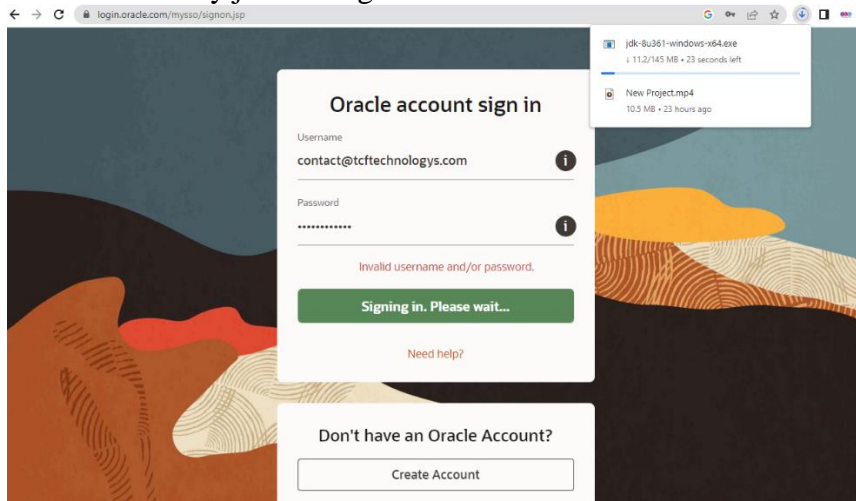 login.oracle.com/mysso/signon.jsp
jdk-8u361-windows-x64.exe
↓ 11.2/145 MB • 23 seconds left
New Project.mp4
10.5 MB • 23 hours ago
Oracle account sign in
Username
contact@tcftechnologys.com
Password
••••••••••••
Invalid username and/or password.
Signing in. Please wait...
Need help?
Don't have an Oracle Account?
Create Account